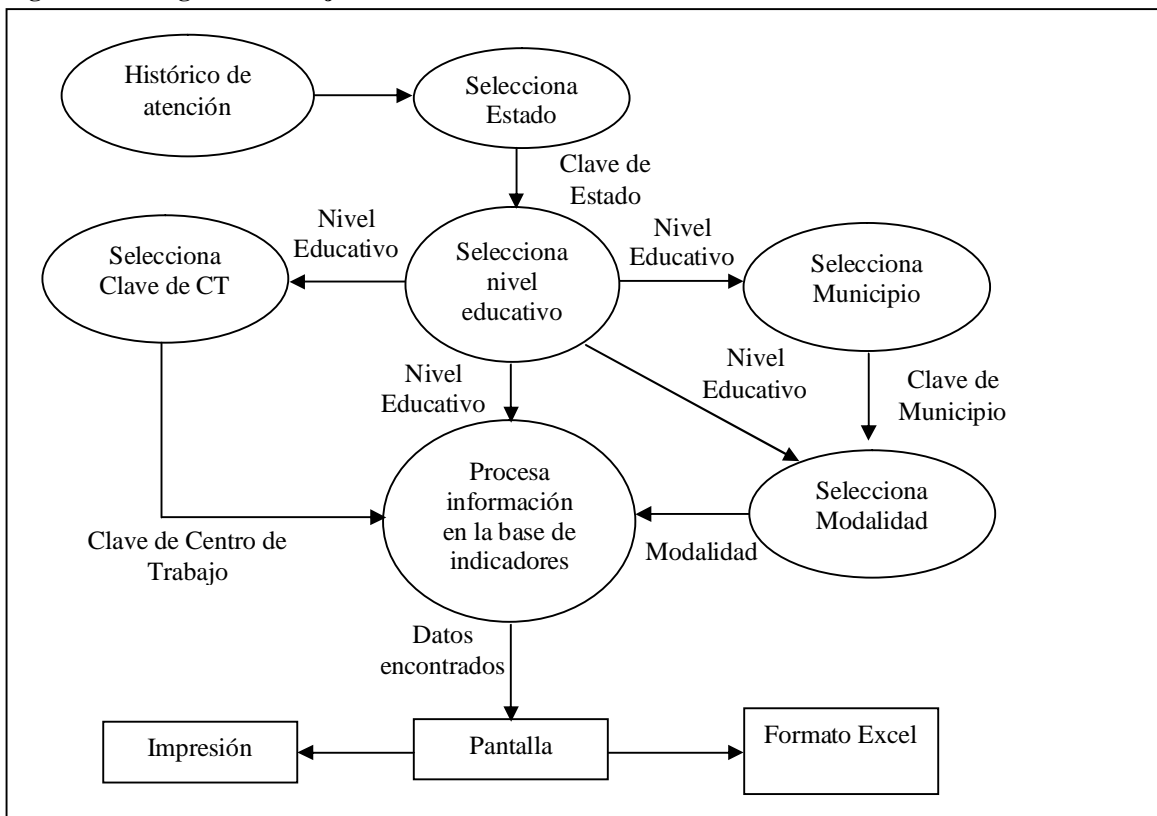 Histórico de
atención
Selecciona
Estado
Clave de
Estado
Nivel
Educativo
Nivel
Educativo
Selecciona
Clave de CT
Selecciona
nivel
educativo
Selecciona
Municipio
Nivel
Educativo
Nivel
Educativo
Clave de
Municipio
Procesa
información
en la base de
indicadores
Selecciona
Modalidad
Clave de Centro de
Trabajo
Modalidad
Datos
encontrados
Impresión
Pantalla
Formato Excel